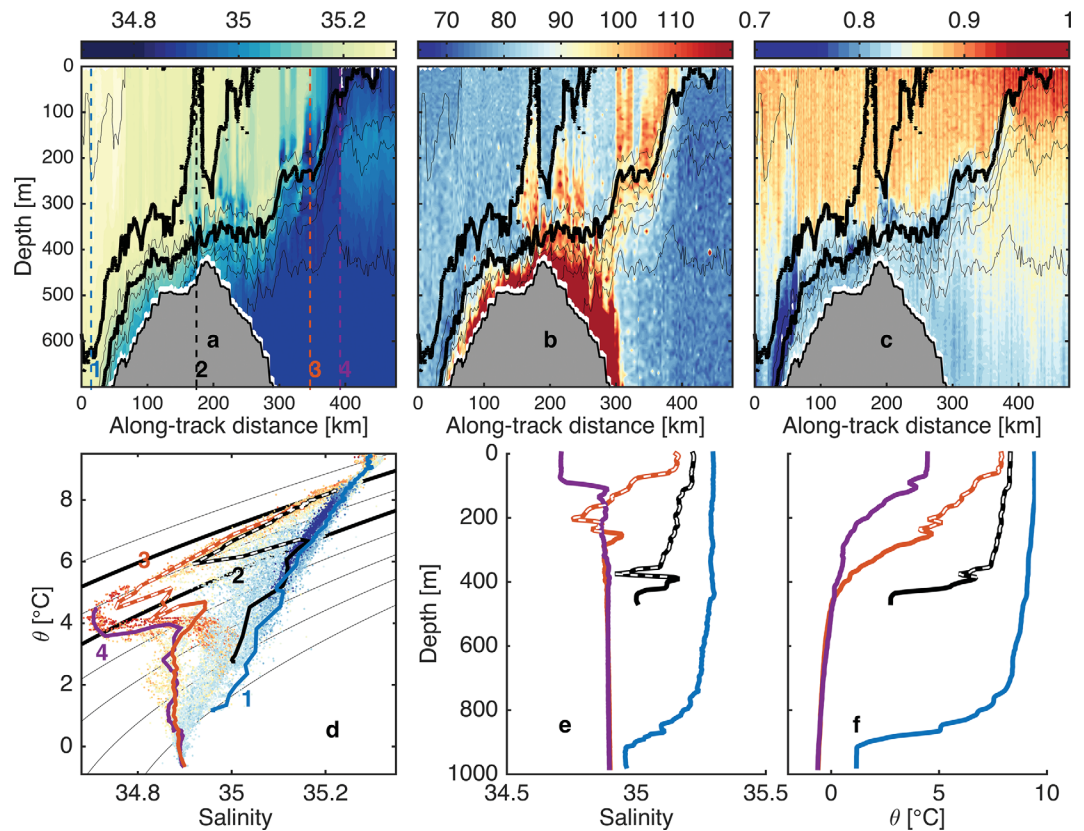 34.8 35 35.2 70 80 90 100 110 0.7 0.8 0.9 1
0
100
200
300
400
500
600
Depth [m]
1 a 2 3 4 b c
0 100 200 300 400 0 100 200 300 400 0 100 200 300 400
Along-track distance [km] Along-track distance [km] Along-track distance [km]
8
6
4
2
0
θ [°C]
3
2
4
1
d
34.8 35 35.2
Salinity
0
200
400
600
800
1000
Depth [m]
e f
34.5 35 35.5 0 5 10
Salinity θ [°C]